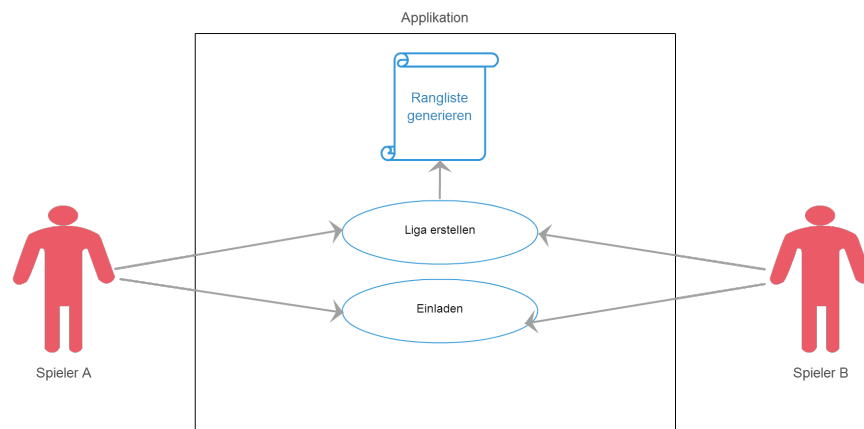 Applikation
Rangliste
generieren
Liga erstellen
Einladen
Spieler A
Spieler B